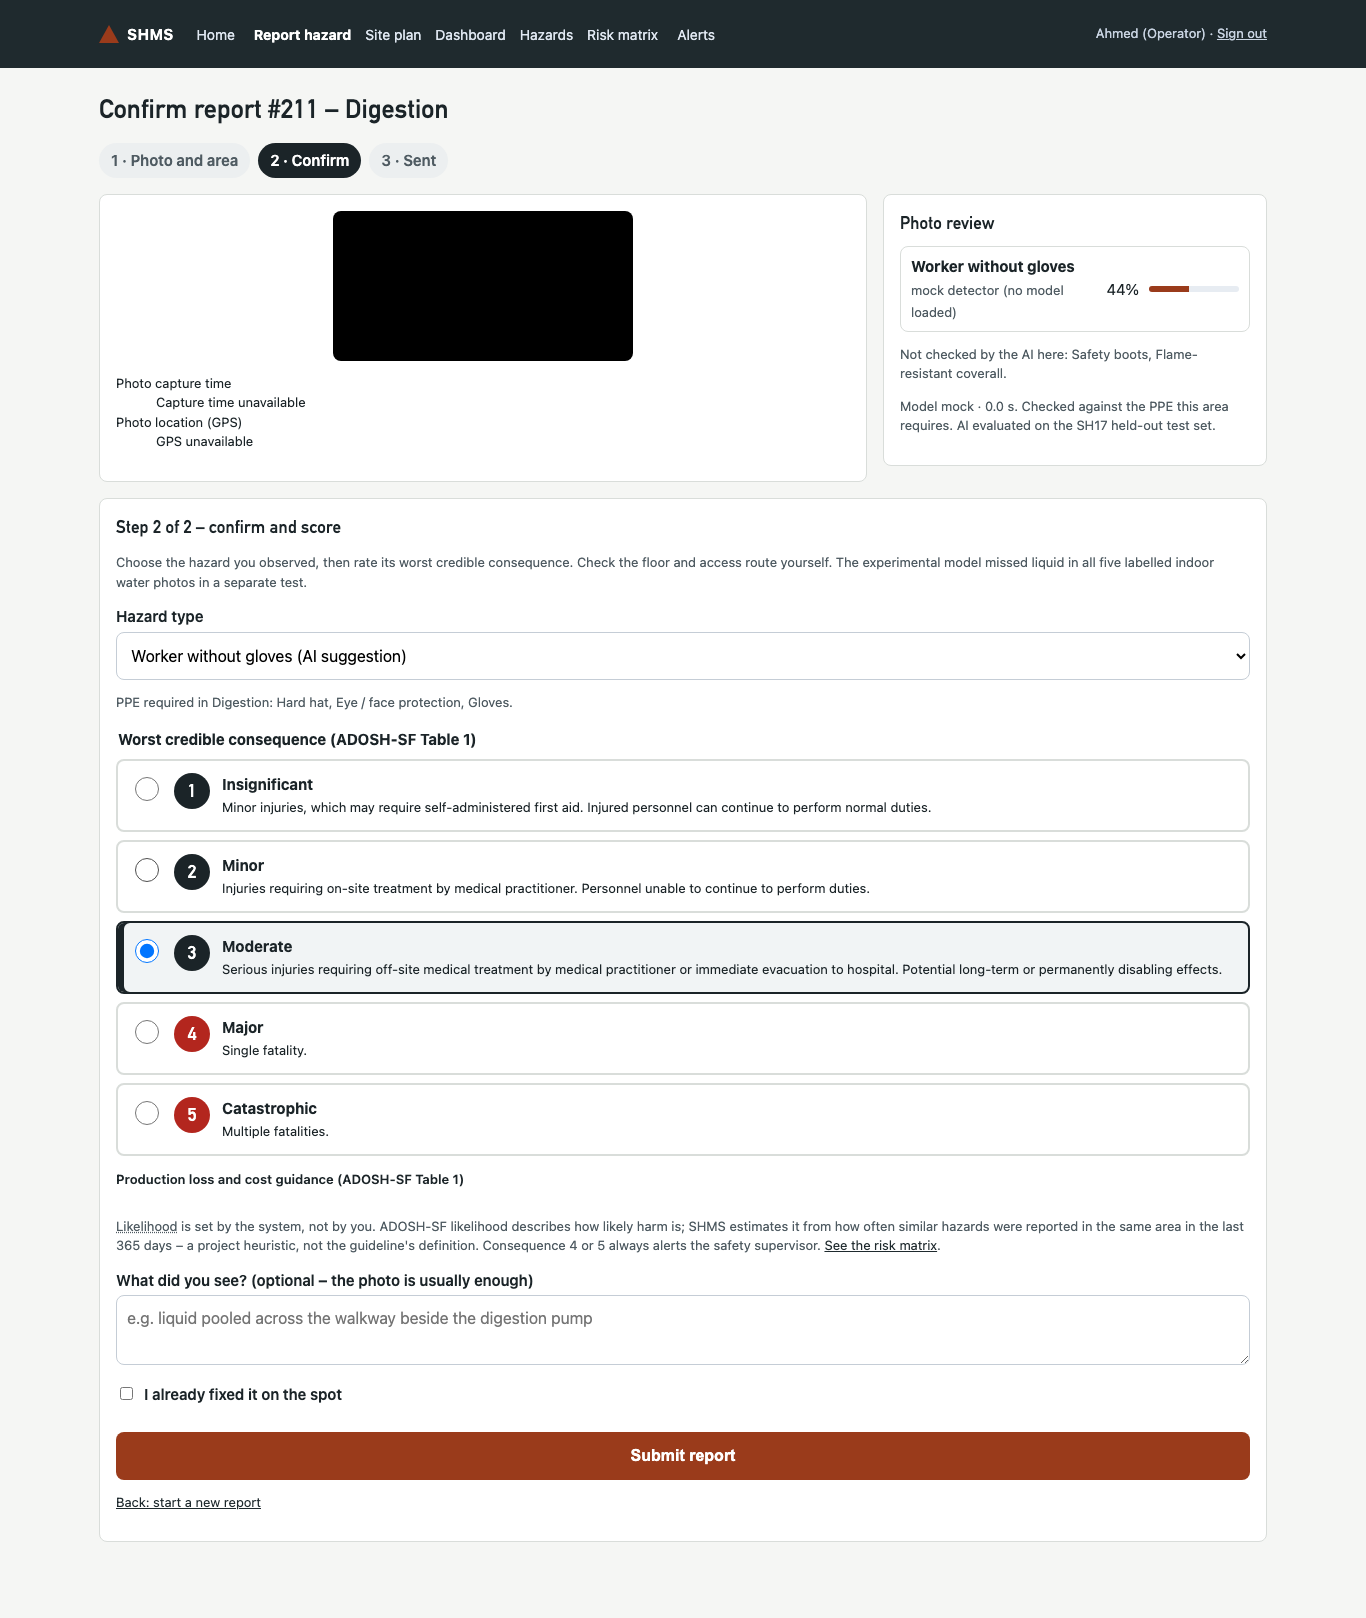 SHMS Home Report hazard Site plan Dashboard Hazards Risk matrix Alerts Ahmed (Operator) · Sign out
Confirm report #211 – Digestion
1 · Photo and area 2 · Confirm 3 · Sent
Photo capture time
Capture time unavailable
Photo location (GPS)
GPS unavailable
Photo review
Worker without gloves
mock detector (no model
loaded)
44%
Not checked by the AI here: Safety boots, Flame-
resistant coverall.
Model mock · 0.0 s. Checked against the PPE this area
requires. AI evaluated on the SH17 held-out test set.
Step 2 of 2 – confirm and score
Choose the hazard you observed, then rate its worst credible consequence. Check the floor and access route yourself. The experimental model missed liquid in all five labelled indoor
water photos in a separate test.
Hazard type
Worker without gloves (AI suggestion)
PPE required in Digestion: Hard hat, Eye / face protection, Gloves.
Worst credible consequence (ADOSH-SF Table 1)
1 Insignificant
Minor injuries, which may require self-administered first aid. Injured personnel can continue to perform normal duties.
2 Minor
Injuries requiring on-site treatment by medical practitioner. Personnel unable to continue to perform duties.
3 Moderate
Serious injuries requiring off-site medical treatment by medical practitioner or immediate evacuation to hospital. Potential long-term or permanently disabling effects.
4 Major
Single fatality.
5 Catastrophic
Multiple fatalities.
Production loss and cost guidance (ADOSH-SF Table 1)
Likelihood is set by the system, not by you. ADOSH-SF likelihood describes how likely harm is; SHMS estimates it from how often similar hazards were reported in the same area in the last
365 days – a project heuristic, not the guideline's definition. Consequence 4 or 5 always alerts the safety supervisor. See the risk matrix.
What did you see? (optional – the photo is usually enough)
e.g. liquid pooled across the walkway beside the digestion pump
I already fixed it on the spot
Submit report
Back: start a new report